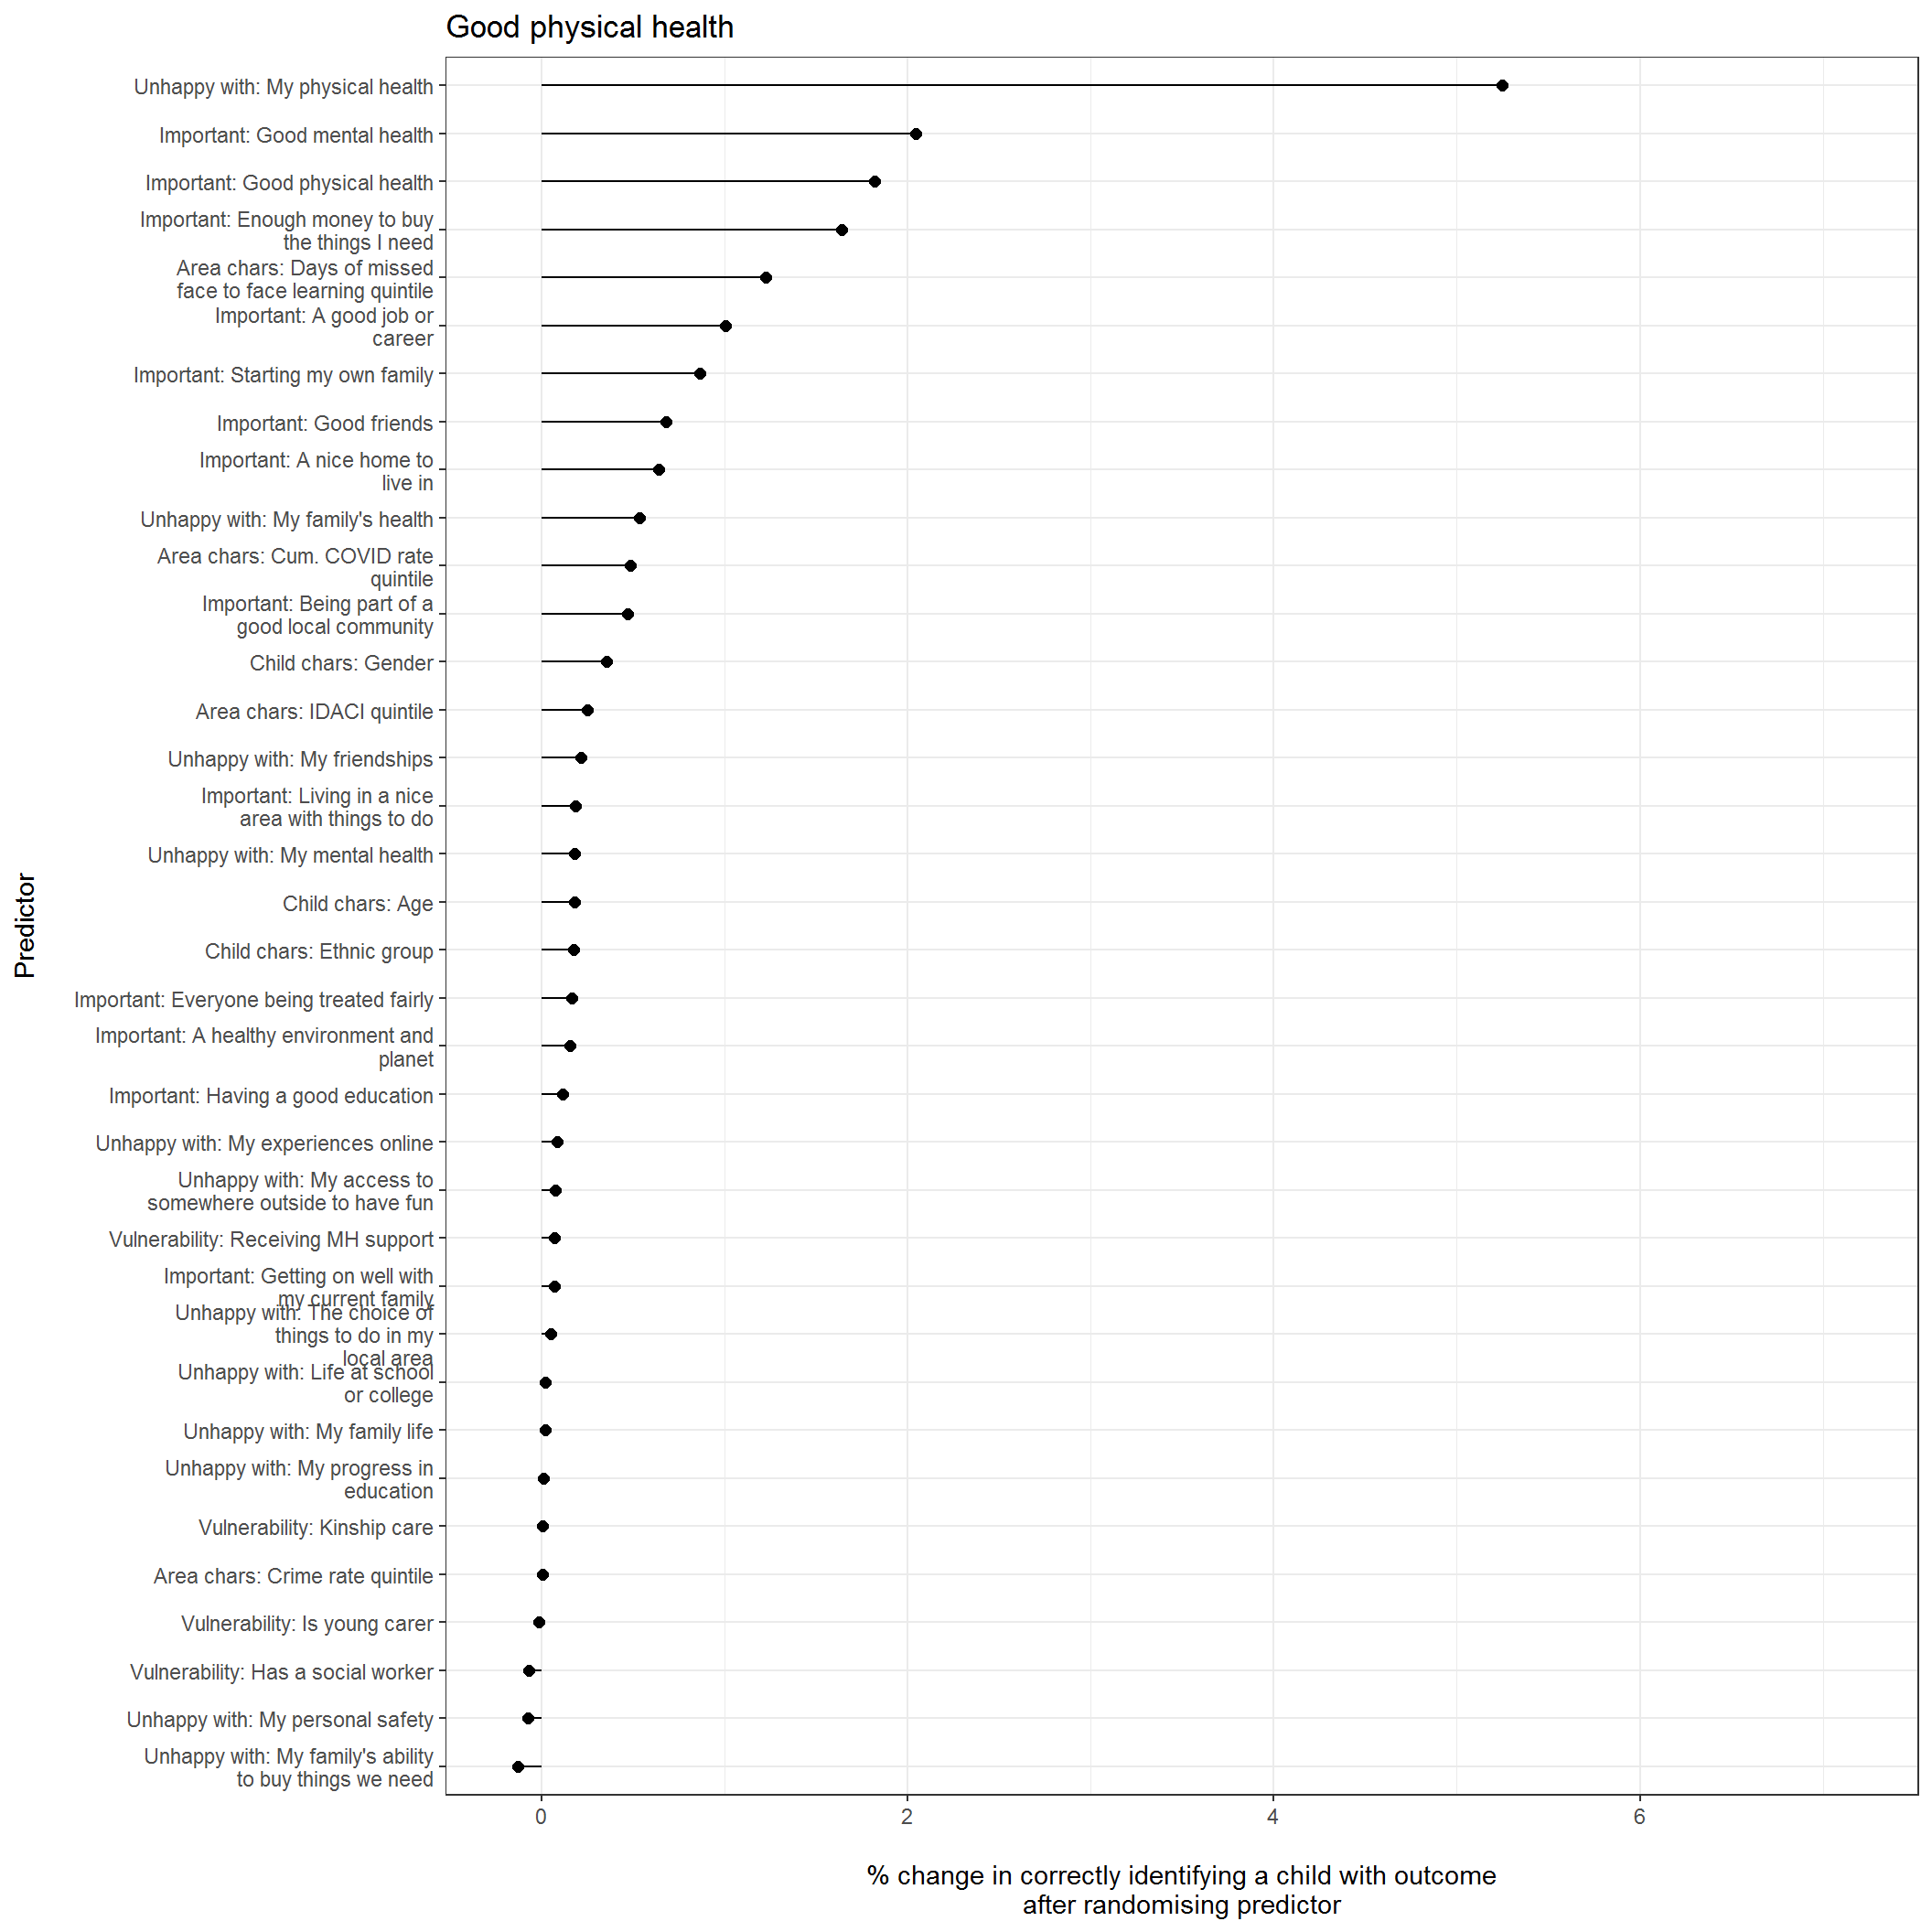 Good physical health
Unhappy with: My physical health
Important: Good mental health
Important: Good physical health
Important: Enough money to buy
the things I need
Area chars: Days of missed
face to face learning quintile
Important: A good job or
career
Important: Starting my own family
Important: Good friends
Important: A nice home to
live in
Unhappy with: My family's health
Area chars: Cum. COVID rate
quintile
Important: Being part of a
good local community
Child chars: Gender
Area chars: IDACI quintile
Unhappy with: My friendships
Important: Living in a nice
area with things to do
Unhappy with: My mental health
Child chars: Age
Child chars: Ethnic group
Important: Everyone being treated fairly
Important: A healthy environment and
planet
Important: Having a good education
Unhappy with: My experiences online
Unhappy with: My access to
somewhere outside to have fun
Vulnerability: Receiving MH support
Important: Getting on well with
my current family
Unhappy with: The choice of
things to do in my
local area
Unhappy with: Life at school
or college
Unhappy with: My family life
Unhappy with: My progress in
education
Vulnerability: Kinship care
Area chars: Crime rate quintile
Vulnerability: Is young carer
Vulnerability: Has a social worker
Unhappy with: My personal safety
Unhappy with: My family's ability
to buy things we need
Predictor
0
2
4
6
% change in correctly identifying a child with outcome
after randomising predictor